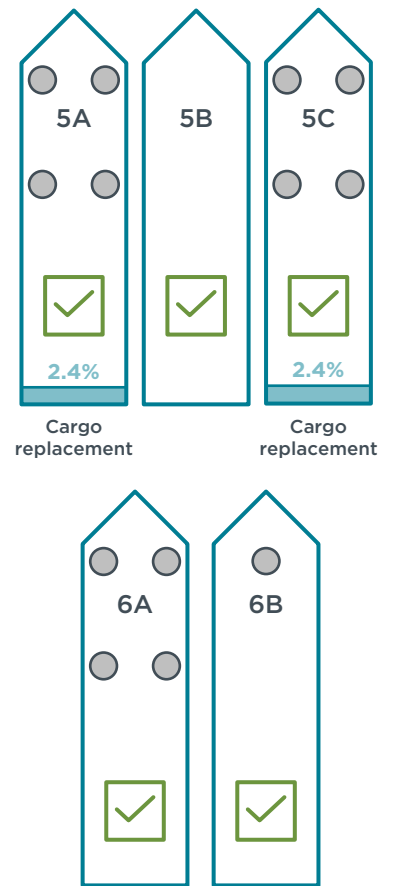 5A
5B
5C
2.4%
2.4%
Cargo
replacement
Cargo
replacement
6A
6B